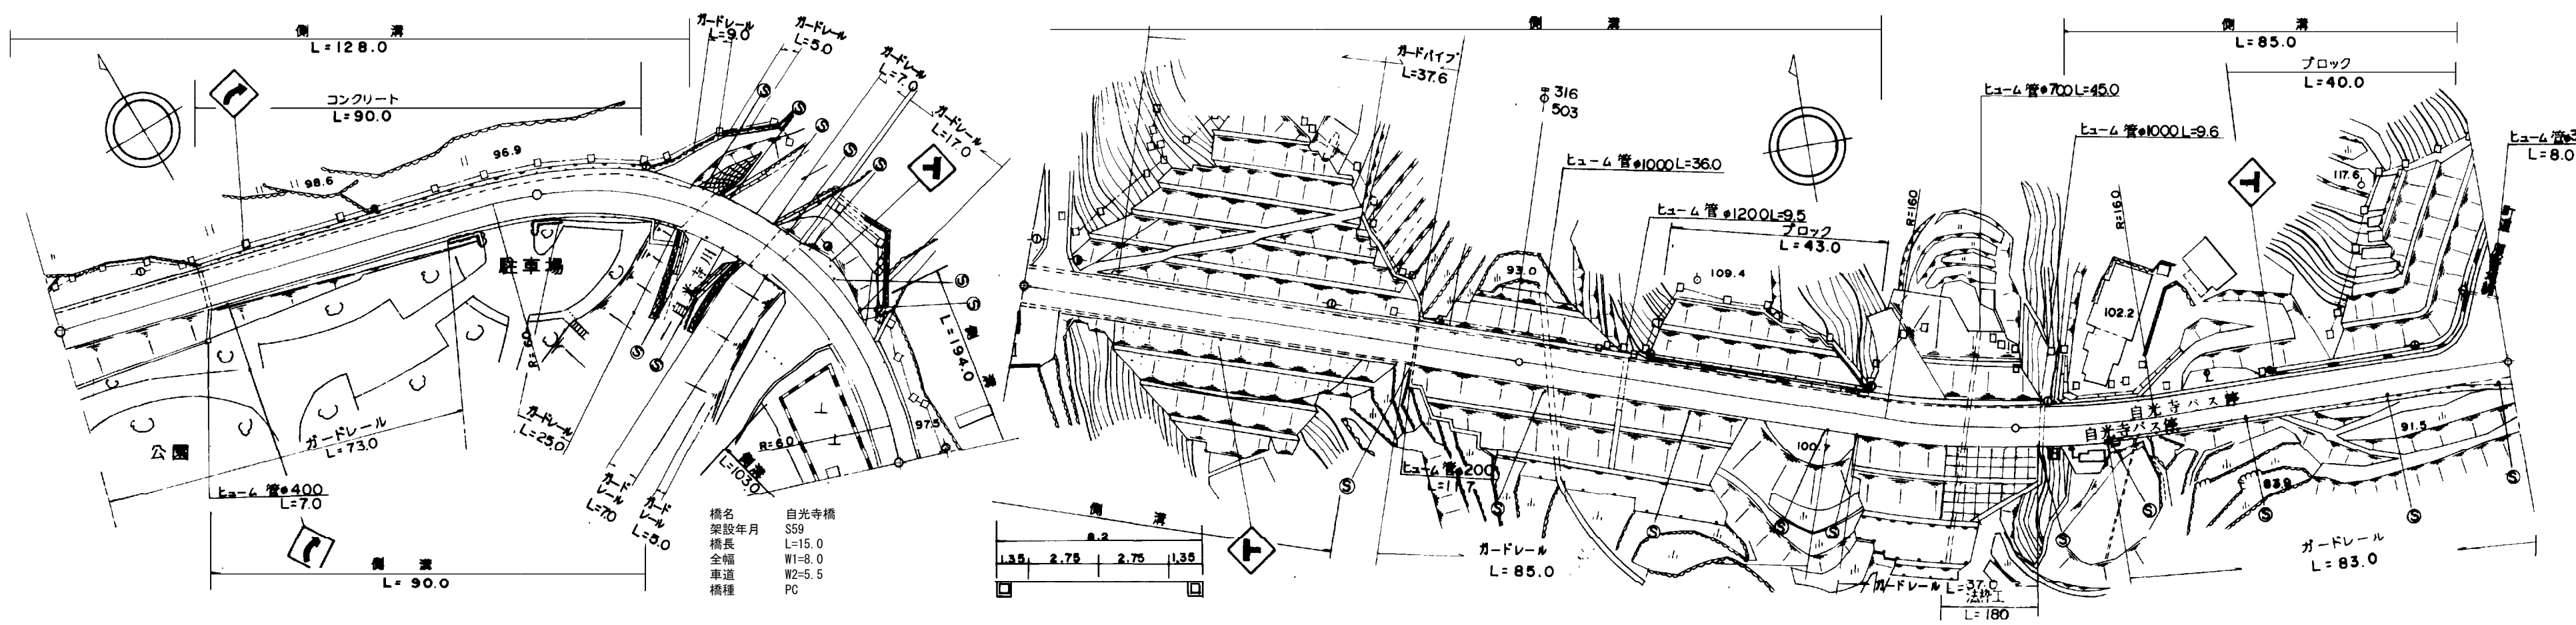 側 溝
L=128.0
コンクリート
L=90.0
ガードレール
L=9.0
ガードレール
L=5.0
ガードレール
L=7.0
ガードレール
L=17.0
96.9
98.6
駐車場
自光寺川
R=60
側 溝
L=194.0
97.5
公園
ガードレール
L=73.0
ヒューム管φ400
L=7.0
側 溝
L=90.0
ガードレール
L=25.0
ガード
レール
L=7.0
ガード
レール
L=5.0
R=60
側溝
L=103.0
橋名 自光寺橋
架設年月 S59
橋長 L=15.0
全幅 W1=8.0
車道 W2=5.5
橋種 PC
側 溝
ガードパイプ
L=37.6
316
503
ヒューム管φ1000 L=36.0
ヒューム管φ1200 L=9.5
ブロック
L=43.0
93.0
109.4
R=160
ヒューム管φ700 L=45.0
側 溝
L=85.0
ブロック
L=40.0
ヒューム管φ1000 L=9.6
R=160
117.6
102.2
L=8.0
自光寺バス停
自光寺バス停
91.5
83.9
100.7
ヒューム管φ200
L=11.7
側 溝
8.2
1.35 2.75 2.75 1.35
ガードレール
L=85.0
ガードレール L=37.0
法枠工
L=180
ガードレール
L=83.0